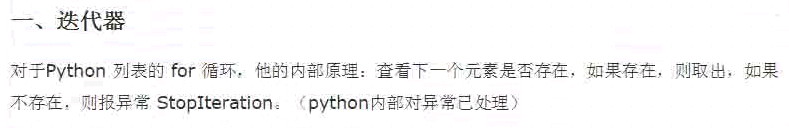 一、迭代器
对于Python 列表的 for 循环，他的内部原理：查看下一个元素是否存在，如果存在，则取出，如果
不存在，则报异常 StopIteration。（python内部对异常已处理）